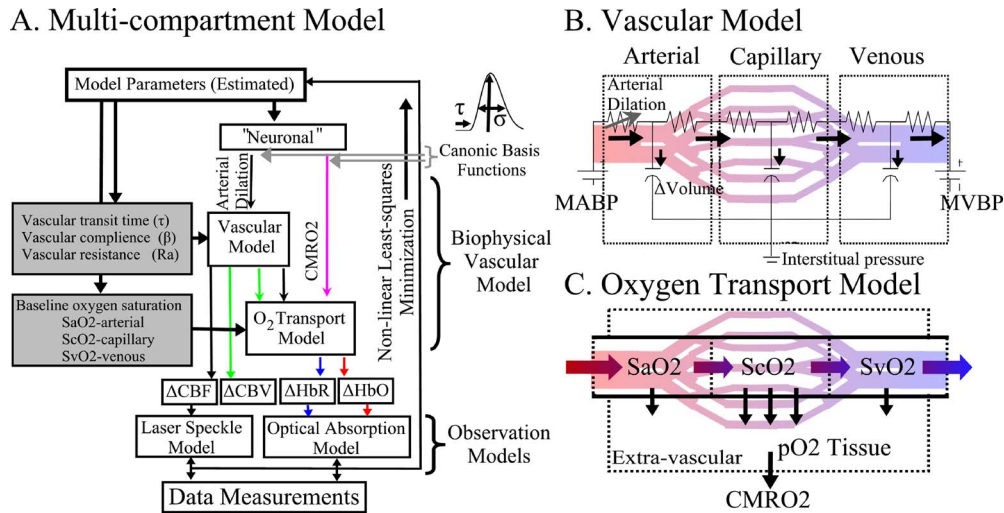 A. Multi-compartment Model
Model Parameters (Estimated)
"Neuronal"
τ
σ
Canonic Basis
Functions
Arterial
Dilation
CMRO2
Non-linear Least-squares
Minimization
Vascular transit time (τ)
Vascular complience (β)
Vascular resistance (Ra)
Vascular
Model
Biophysical
Vascular
Model
Baseline oxygen saturation
SaO2-arterial
ScO2-capillary
SvO2-venous
O2 Transport
Model
ΔCBF
ΔCBV
ΔHbR
ΔHbO
Laser Speckle
Model
Optical Absorption
Model
Observation
Models
Data Measurements
B. Vascular Model
Arterial
Capillary
Venous
Arterial
Dilation
ΔVolume
MABP
MVBP
Interstitual pressure
C. Oxygen Transport Model
SaO2
ScO2
SvO2
pO2 Tissue
Extra-vascular
CMRO2